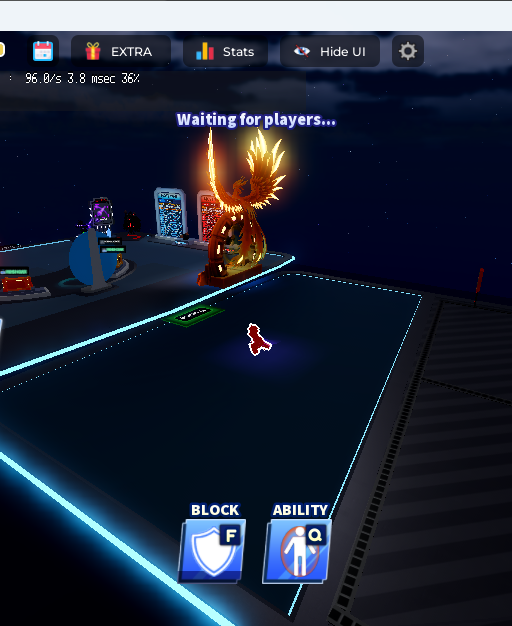 EXTRA
Stats
Hide UI
: 96.0/s 3.8 msec 36%
Waiting for players...
BLOCK
ABILITY
F
Q